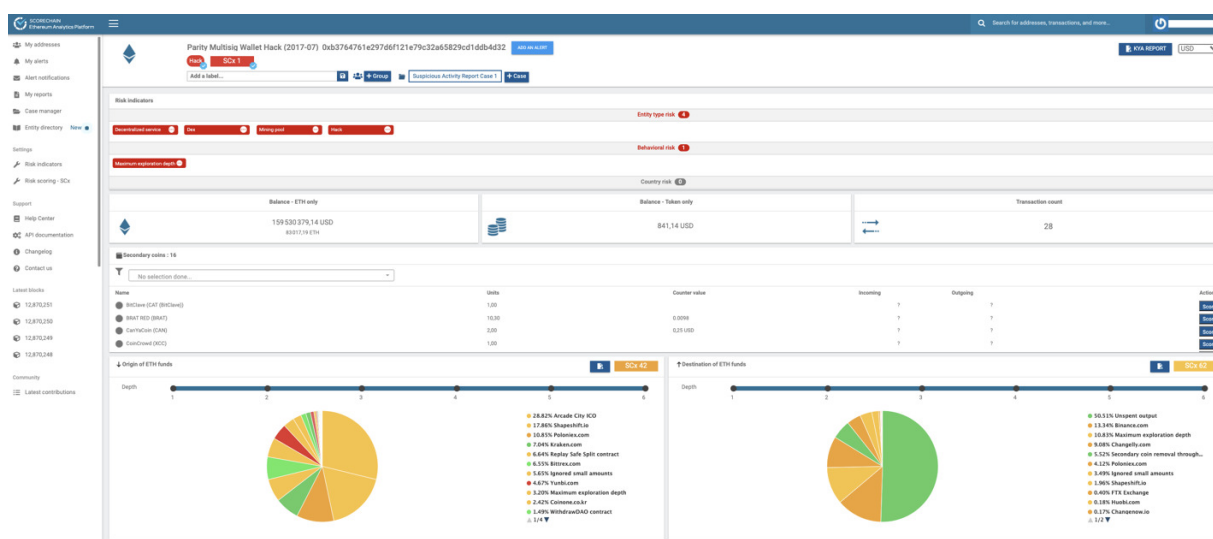 SCORECHAIN
Ethereum Analytics Platform
Search for addresses, transactions, and more...
My addresses
My alerts
Alert notifications
My reports
Case manager
Entity directory New
Settings
Risk indicators
Risk scoring - SCx
Support
Help Center
API documentation
Changelog
Contact us
Latest blocks
12,870,251
12,870,250
12,870,249
12,870,248
Community
Latest contributions
Parity Multisig Wallet Hack (2017-07) 0xb3764761e297d6f121e79c32a65829cd1ddb4d32 ADD AN ALERT
KYA REPORT USD
Hack SCx 1
Add a label... + Group Suspicious Activity Report Case 1 + Case
Risk indicators
Entity type risk 4
Decentralized service Dex Mining pool Hack
Behavioral risk 1
Maximum exploration depth
Country risk 0
Balance - ETH only Balance - Token only Transaction count
159 530 379,14 USD
83 017,19 ETH
841,14 USD
28
Secondary coins : 16
No selection done...
Name Units Counter value Incoming Outgoing Action
BitClave (CAT (BitClave)) 1,00 ? ? Scor
BRAT RED (BRAT) 10,30 0.0098 ? ? Scor
CanYaCoin (CAN) 2,00 0,25 USD ? ? Scor
CoinCrowd (XCC) 1,00 ? ? Scor
Origin of ETH funds SCx 42
Depth
1 2 3 4 5 6
28.82% Arcade City ICO
17.86% Shapeshift.io
10.85% Poloniex.com
7.04% Kraken.com
6.64% Replay Safe Split contract
6.55% Bittrex.com
5.65% Ignored small amounts
4.67% Yunbi.com
3.20% Maximum exploration depth
2.42% Coinone.co.kr
1.49% WithdrawDAO contract
1/4
Destination of ETH funds SCx 62
Depth
1 2 3 4 5 6
50.51% Unspent output
13.34% Binance.com
10.83% Maximum exploration depth
9.08% Changelly.com
5.52% Secondary coin removal through...
4.12% Poloniex.com
3.49% Ignored small amounts
1.96% Shapeshift.io
0.40% FTX Exchange
0.18% Huobi.com
0.17% Changenow.io
1/2